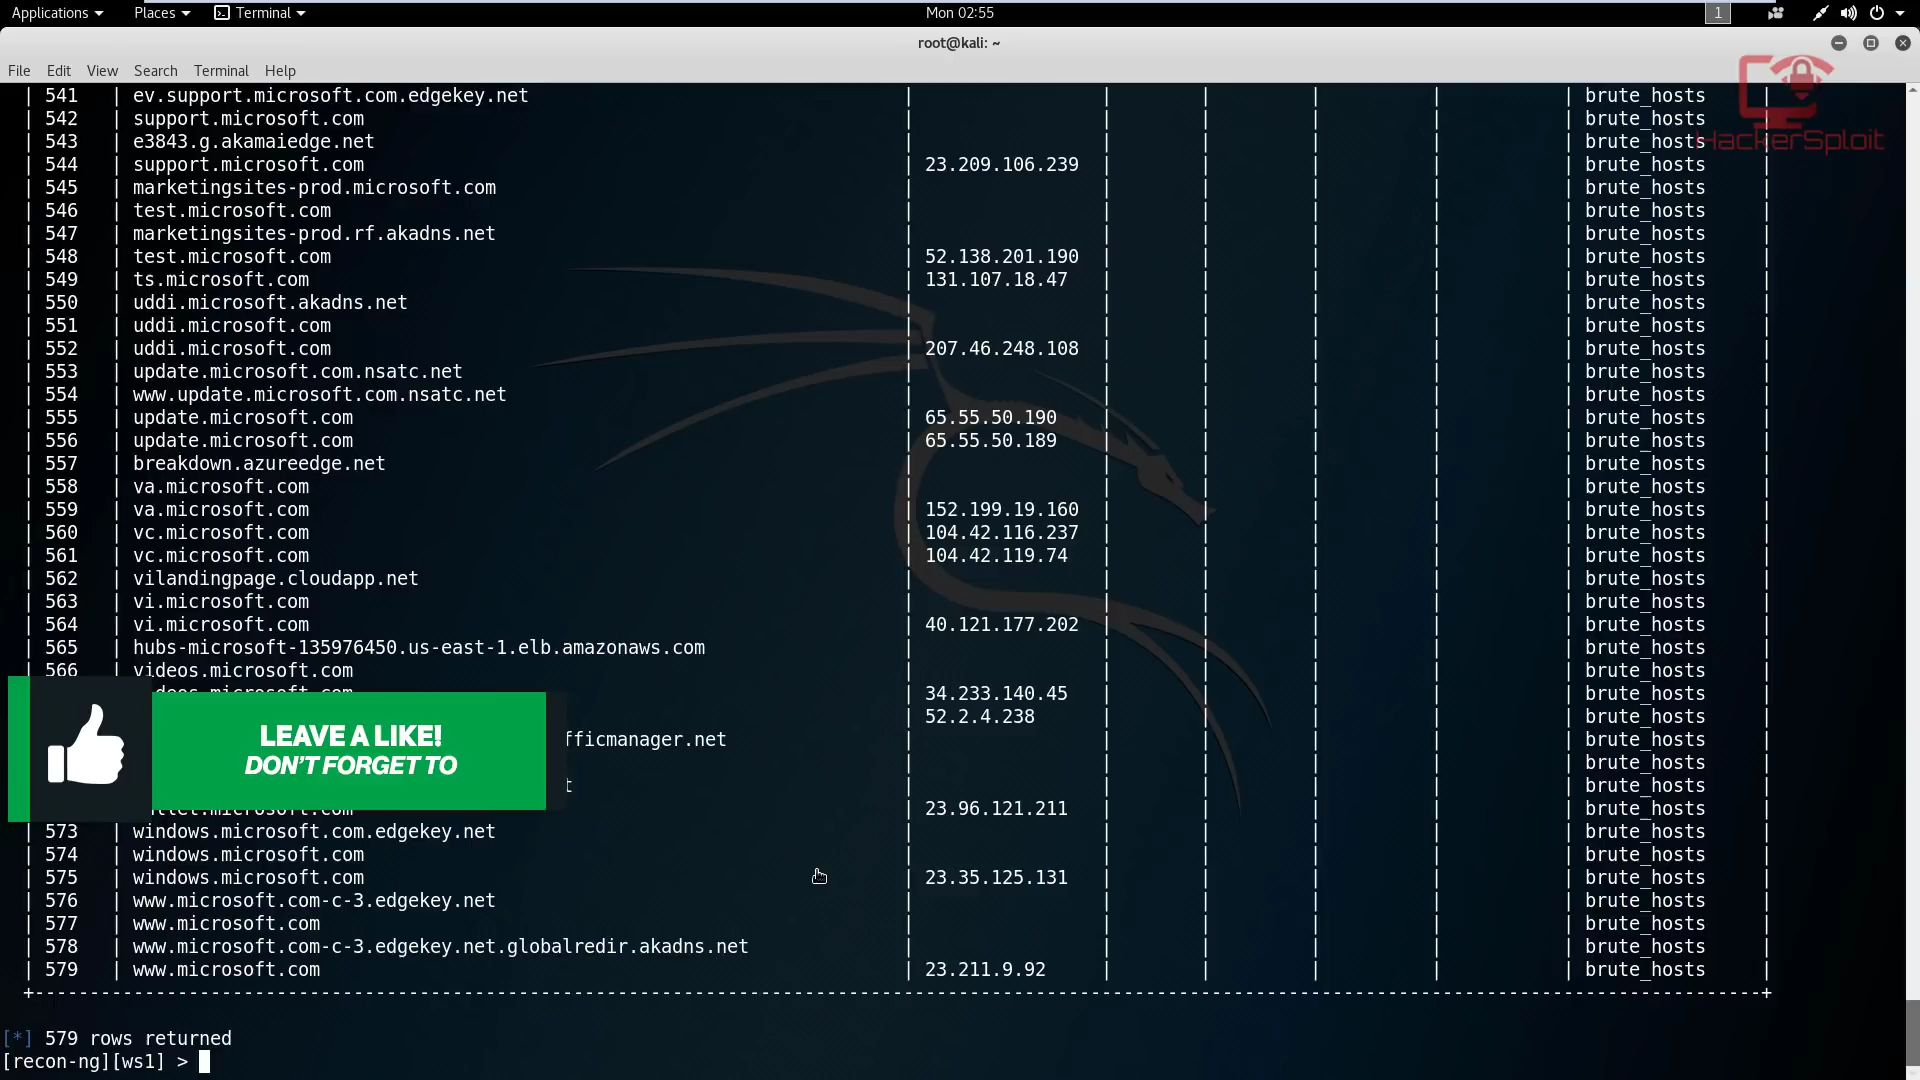 Applications Places Terminal Mon 02:55 1
root@kali: ~
File Edit View Search Terminal Help
HackerSploit
| 541 | ev.support.microsoft.com.edgekey.net | | | | | | brute_hosts |
| 542 | support.microsoft.com | | | | | | brute_hosts |
| 543 | e3843.g.akamaiedge.net | | | | | | brute_hosts |
| 544 | support.microsoft.com | 23.209.106.239 | | | | | brute_hosts |
| 545 | marketingsites-prod.microsoft.com | | | | | | brute_hosts |
| 546 | test.microsoft.com | | | | | | brute_hosts |
| 547 | marketingsites-prod.rf.akadns.net | | | | | | brute_hosts |
| 548 | test.microsoft.com | 52.138.201.190 | | | | | brute_hosts |
| 549 | ts.microsoft.com | 131.107.18.47 | | | | | brute_hosts |
| 550 | uddi.microsoft.akadns.net | | | | | | brute_hosts |
| 551 | uddi.microsoft.com | | | | | | brute_hosts |
| 552 | uddi.microsoft.com | 207.46.248.108 | | | | | brute_hosts |
| 553 | update.microsoft.com.nsatc.net | | | | | | brute_hosts |
| 554 | www.update.microsoft.com.nsatc.net | | | | | | brute_hosts |
| 555 | update.microsoft.com | 65.55.50.190 | | | | | brute_hosts |
| 556 | update.microsoft.com | 65.55.50.189 | | | | | brute_hosts |
| 557 | breakdown.azureedge.net | | | | | | brute_hosts |
| 558 | va.microsoft.com | | | | | | brute_hosts |
| 559 | va.microsoft.com | 152.199.19.160 | | | | | brute_hosts |
| 560 | vc.microsoft.com | 104.42.116.237 | | | | | brute_hosts |
| 561 | vc.microsoft.com | 104.42.119.74 | | | | | brute_hosts |
| 562 | vilandingpage.cloudapp.net | | | | | | brute_hosts |
| 563 | vi.microsoft.com | | | | | | brute_hosts |
| 564 | vi.microsoft.com | 40.121.177.202 | | | | | brute_hosts |
| 565 | hubs-microsoft-135976450.us-east-1.elb.amazonaws.com | | | | | | brute_hosts |
| 566 | videos.microsoft.com | | | | | | brute_hosts |
| 34.233.140.45 | | | | | brute_hosts |
| 52.2.4.238 | | | | | brute_hosts |
fficmanager.net | | | | | | brute_hosts |
| | | | | | brute_hosts |
t | | | | | | brute_hosts |
| 23.96.121.211 | | | | | brute_hosts |
LEAVE A LIKE!
DON'T FORGET TO
| 573 | windows.microsoft.com.edgekey.net | | | | | | brute_hosts |
| 574 | windows.microsoft.com | | | | | | brute_hosts |
| 575 | windows.microsoft.com | 23.35.125.131 | | | | | brute_hosts |
| 576 | www.microsoft.com-c-3.edgekey.net | | | | | | brute_hosts |
| 577 | www.microsoft.com | | | | | | brute_hosts |
| 578 | www.microsoft.com-c-3.edgekey.net.globalredir.akadns.net | | | | | | brute_hosts |
| 579 | www.microsoft.com | 23.211.9.92 | | | | | brute_hosts |
[*] 579 rows returned
[recon-ng][ws1] >